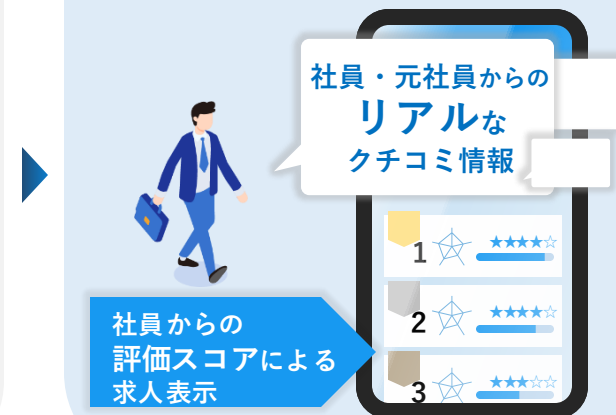 社員・元社員からの
リアルな
クチコミ情報
1 ★★★★☆
2 ★★★★☆
3 ★★★☆☆
社員からの
評価スコアによる
求人表示